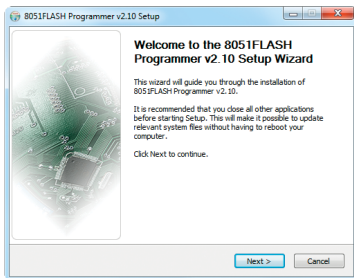 8051FLASH Programmer v2.10 Setup
Welcome to the 8051FLASH
Programmer v2.10 Setup Wizard
This wizard will guide you through the installation of
8051FLASH Programmer v2.10.
It is recommended that you close all other applications
before starting Setup. This will make it possible to update
relevant system files without having to reboot your
computer.
Click Next to continue.
Next >
Cancel